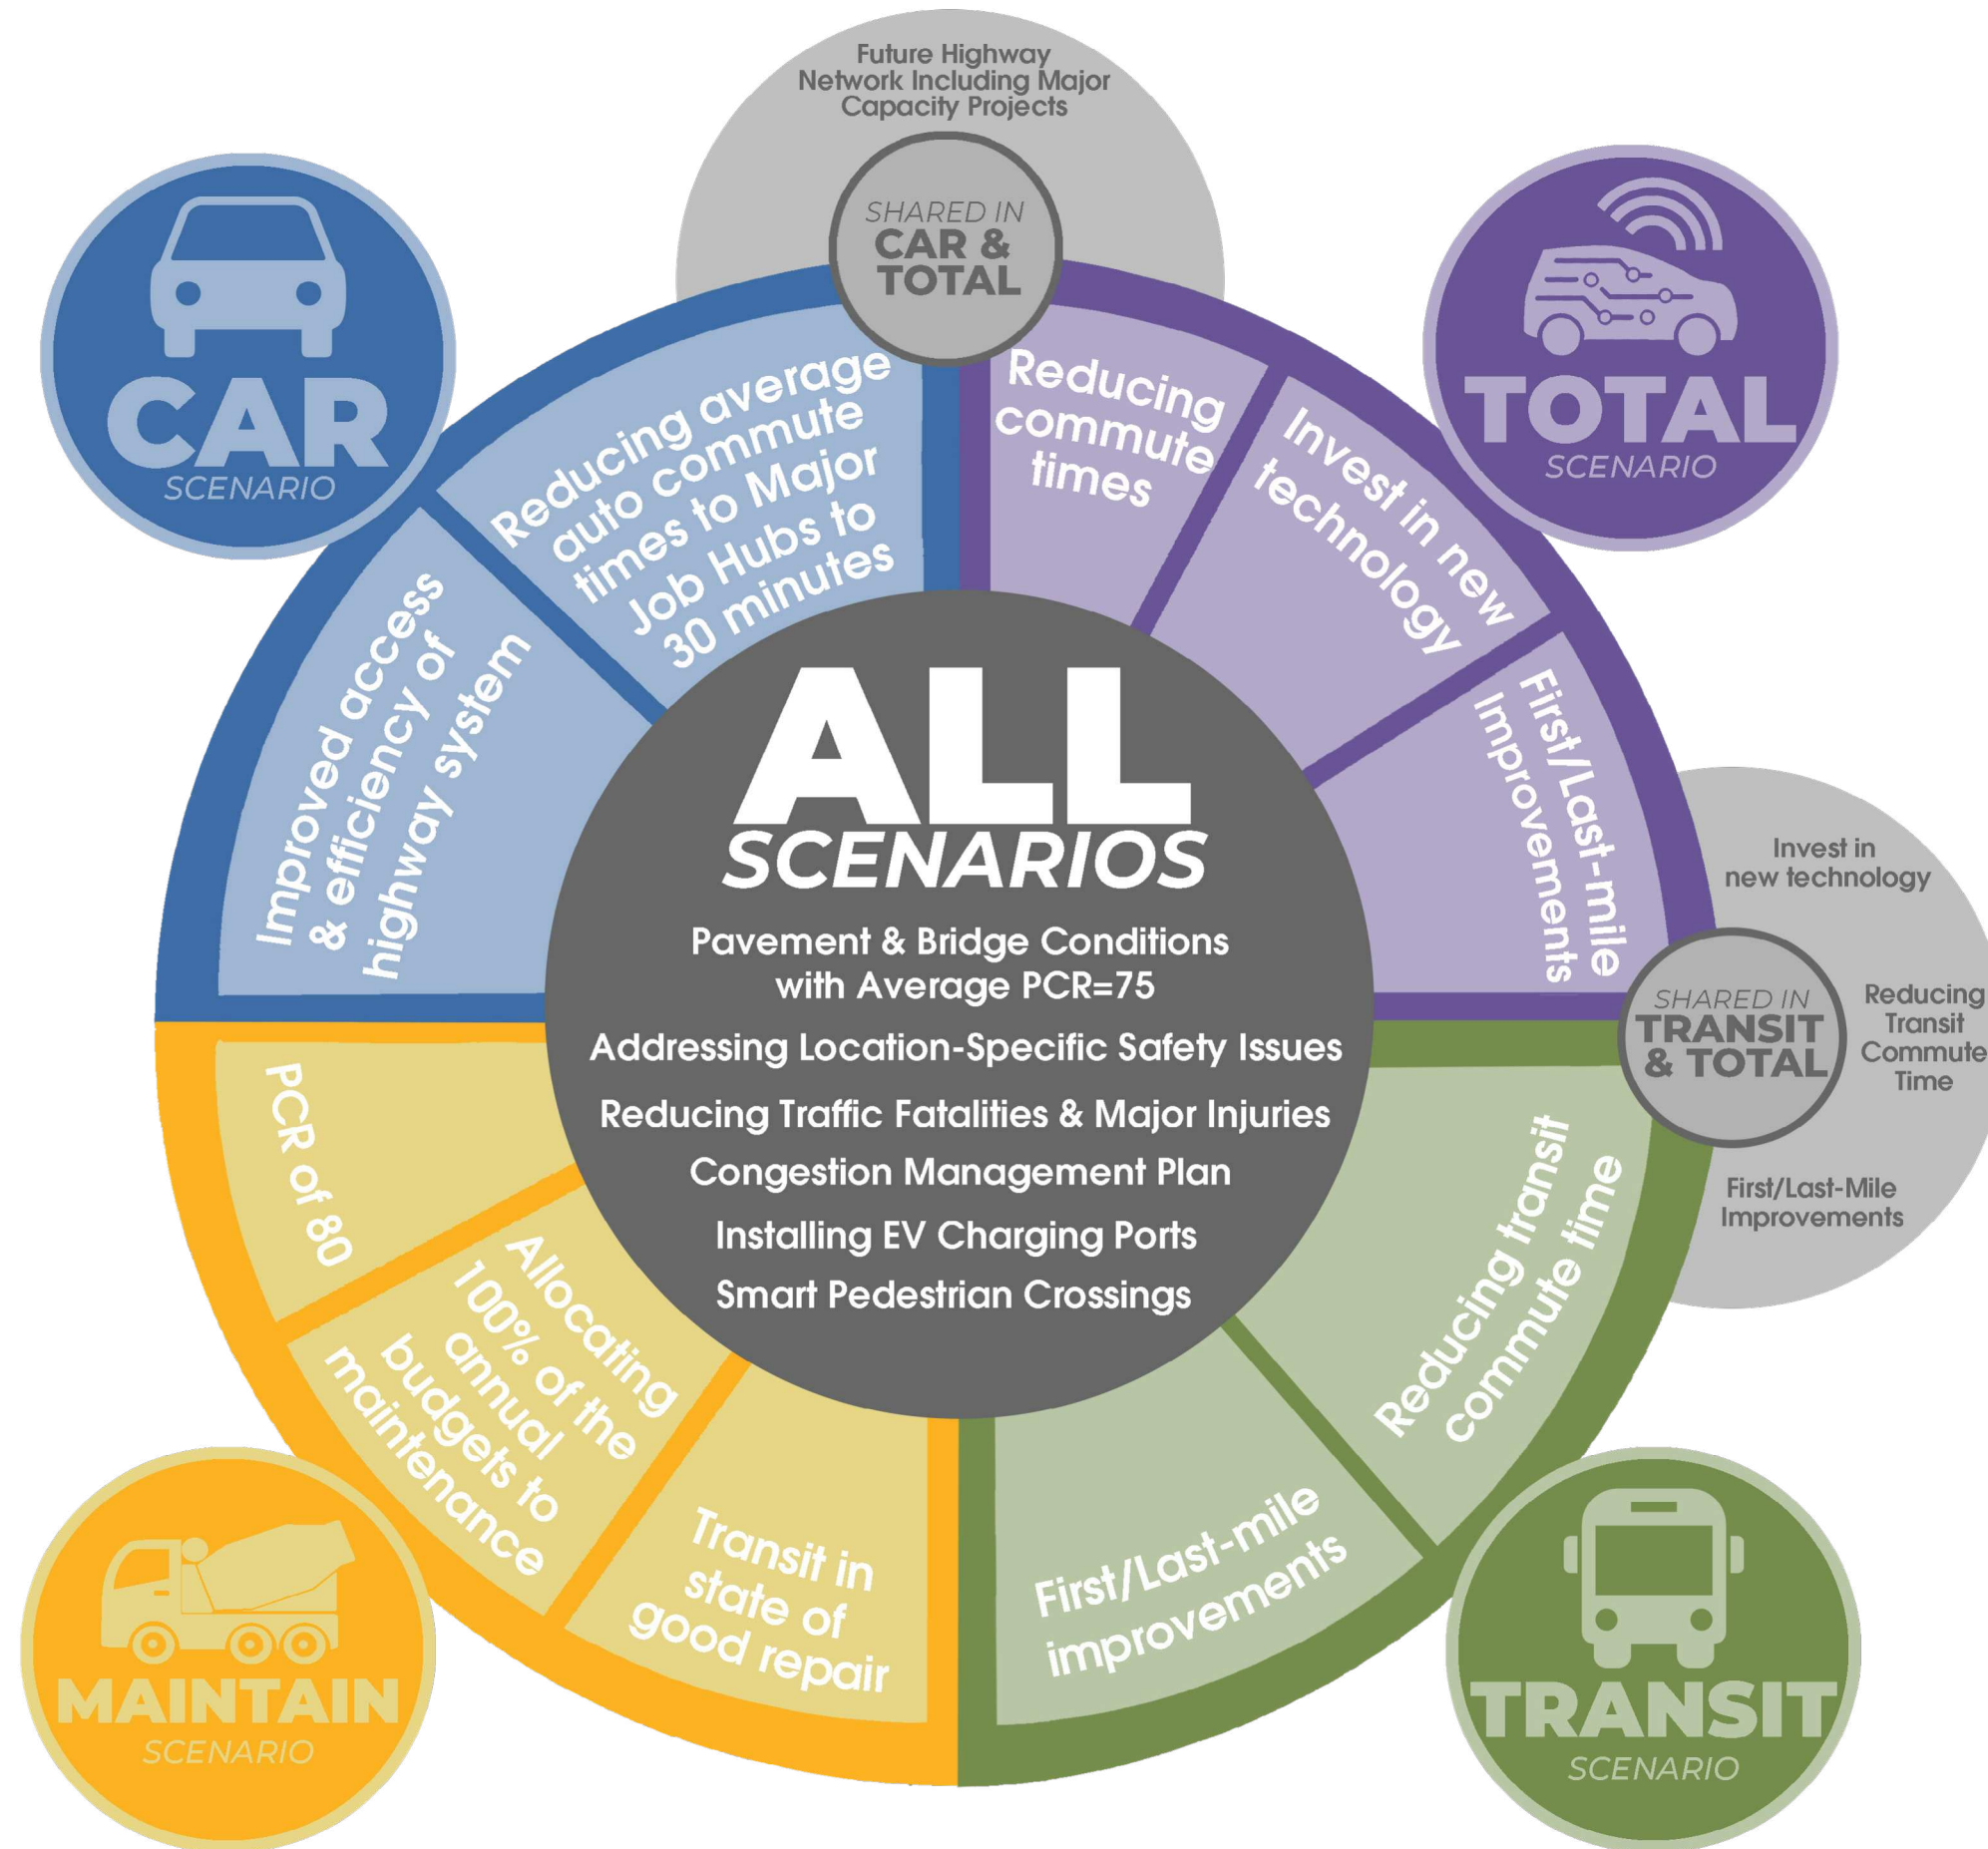 Future Highway
Network Including Major
Capacity Projects
SHARED IN
CAR &
TOTAL
CAR
SCENARIO
TOTAL
SCENARIO
Reducing average
auto commute
times to Major
Job Hubs to
30 minutes
Reducing
commute
times
Invest in new
technology
First/Last-mile
Improvements
Improved access
& efficiency of
highway system
ALL
SCENARIOS
Pavement & Bridge Conditions
with Average PCR=75
Addressing Location-Specific Safety Issues
Reducing Traffic Fatalities & Major Injuries
Congestion Management Plan
Installing EV Charging Ports
Smart Pedestrian Crossings
Invest in
new technology
SHARED IN
TRANSIT
& TOTAL
Reducing
Transit
Commute
Time
First/Last-Mile
Improvements
PCR of 80
Allocating
100% of the
annual
budgets to
maintenance
Transit in
state of
good repair
First/Last-mile
improvements
Reducing transit
commute time
MAINTAIN
SCENARIO
TRANSIT
SCENARIO